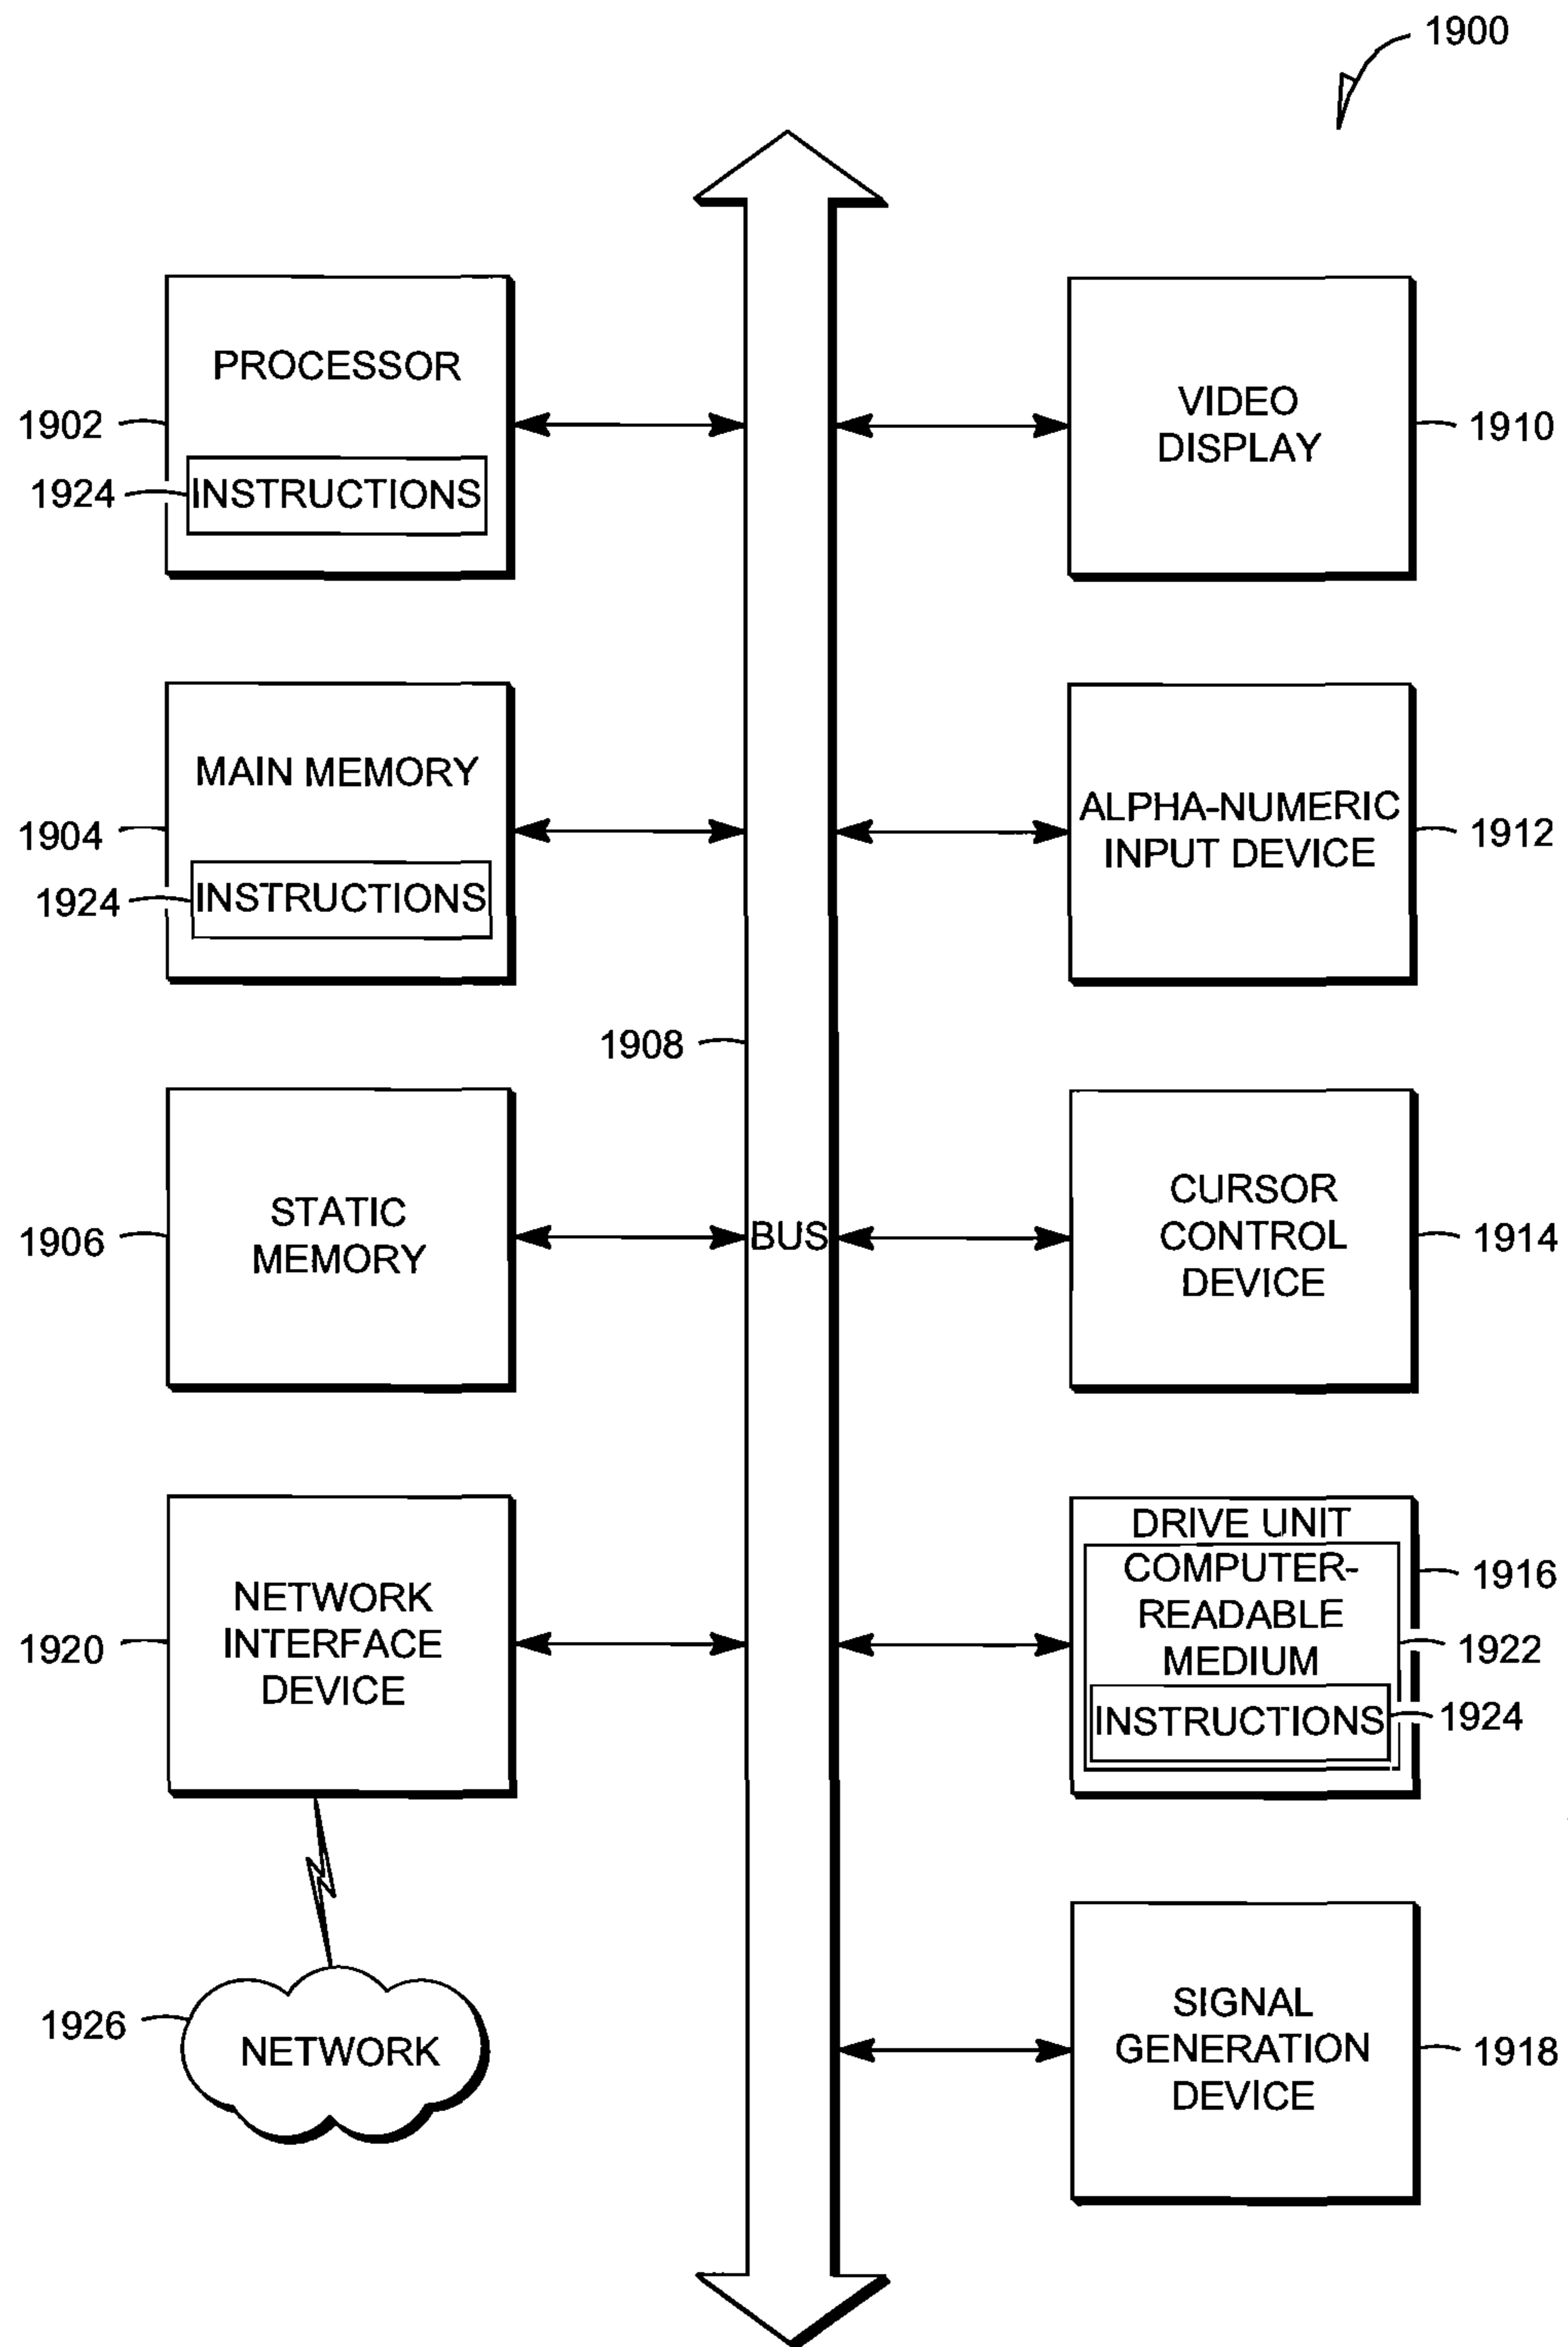 1900
PROCESSOR
1902
1924
INSTRUCTIONS
VIDEO
DISPLAY
1910
MAIN MEMORY
1904
1924
INSTRUCTIONS
ALPHA-NUMERIC
INPUT DEVICE
1912
1908
STATIC
MEMORY
1906
BUS
CURSOR
CONTROL
DEVICE
1914
NETWORK
INTERFACE
DEVICE
1920
DRIVE UNIT
COMPUTER-
READABLE
MEDIUM
INSTRUCTIONS
1916
1922
1924
1926
NETWORK
SIGNAL
GENERATION
DEVICE
1918